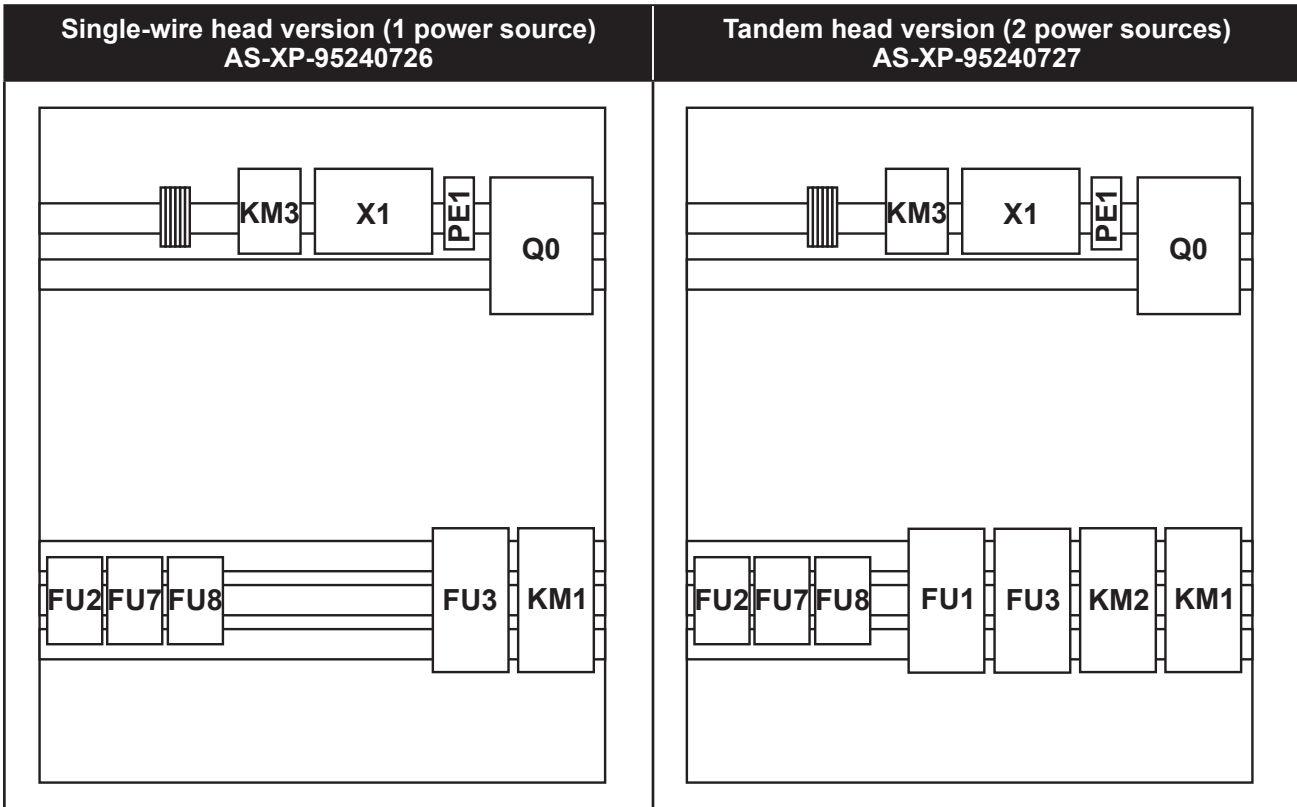 Single-wire head version (1 power source)
AS-XP-95240726
Tandem head version (2 power sources)
AS-XP-95240727
KM3 X1 PE1 Q0
FU2 FU7 FU8 FU3 KM1
KM3 X1 PE1 Q0
FU2 FU7 FU8 FU1 FU3 KM2 KM1